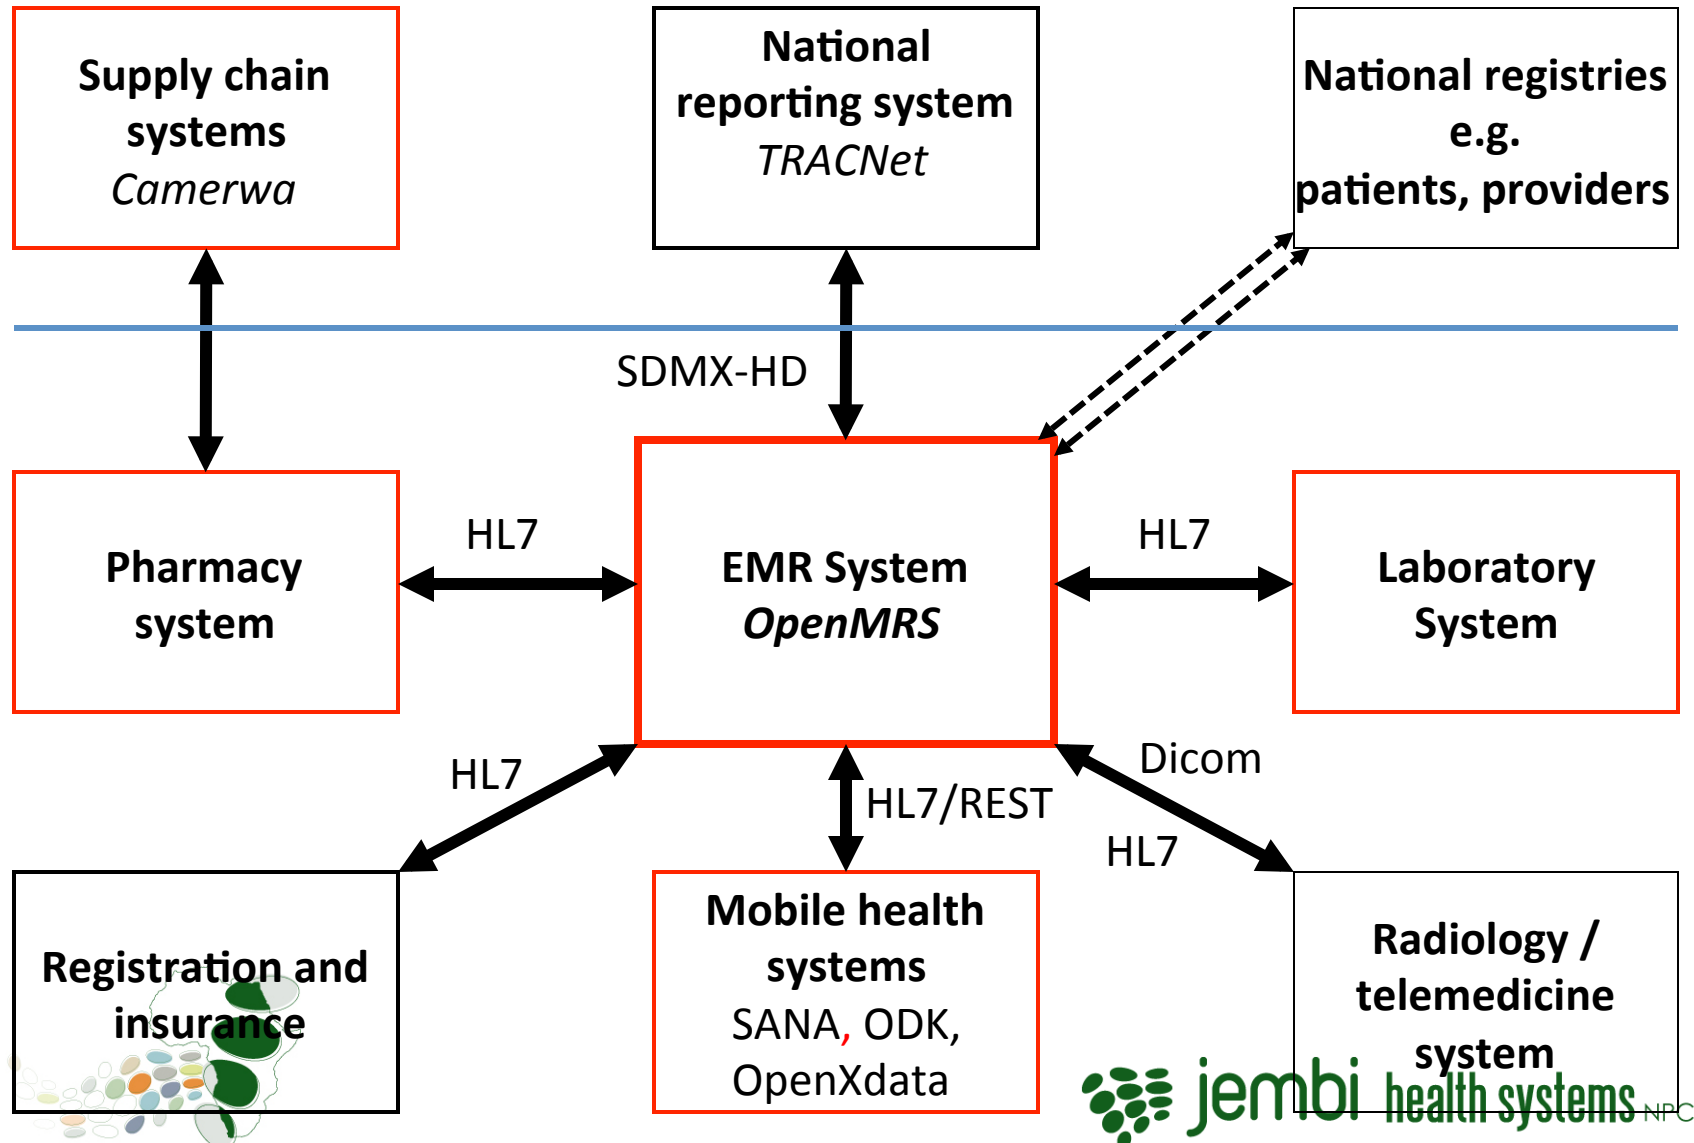 Supply chain
systems
Camerwa
National
reporting system
TRACNet
National registries
e.g.
patients, providers
SDMX-HD
Pharmacy
system
HL7
EMR System
OpenMRS
HL7
Laboratory
System
HL7
HL7/REST
Dicom
HL7
Registration and
insurance
Mobile health
systems
SANA, ODK,
OpenXdata
Radiology /
telemedicine
system
jembi health systems NPC